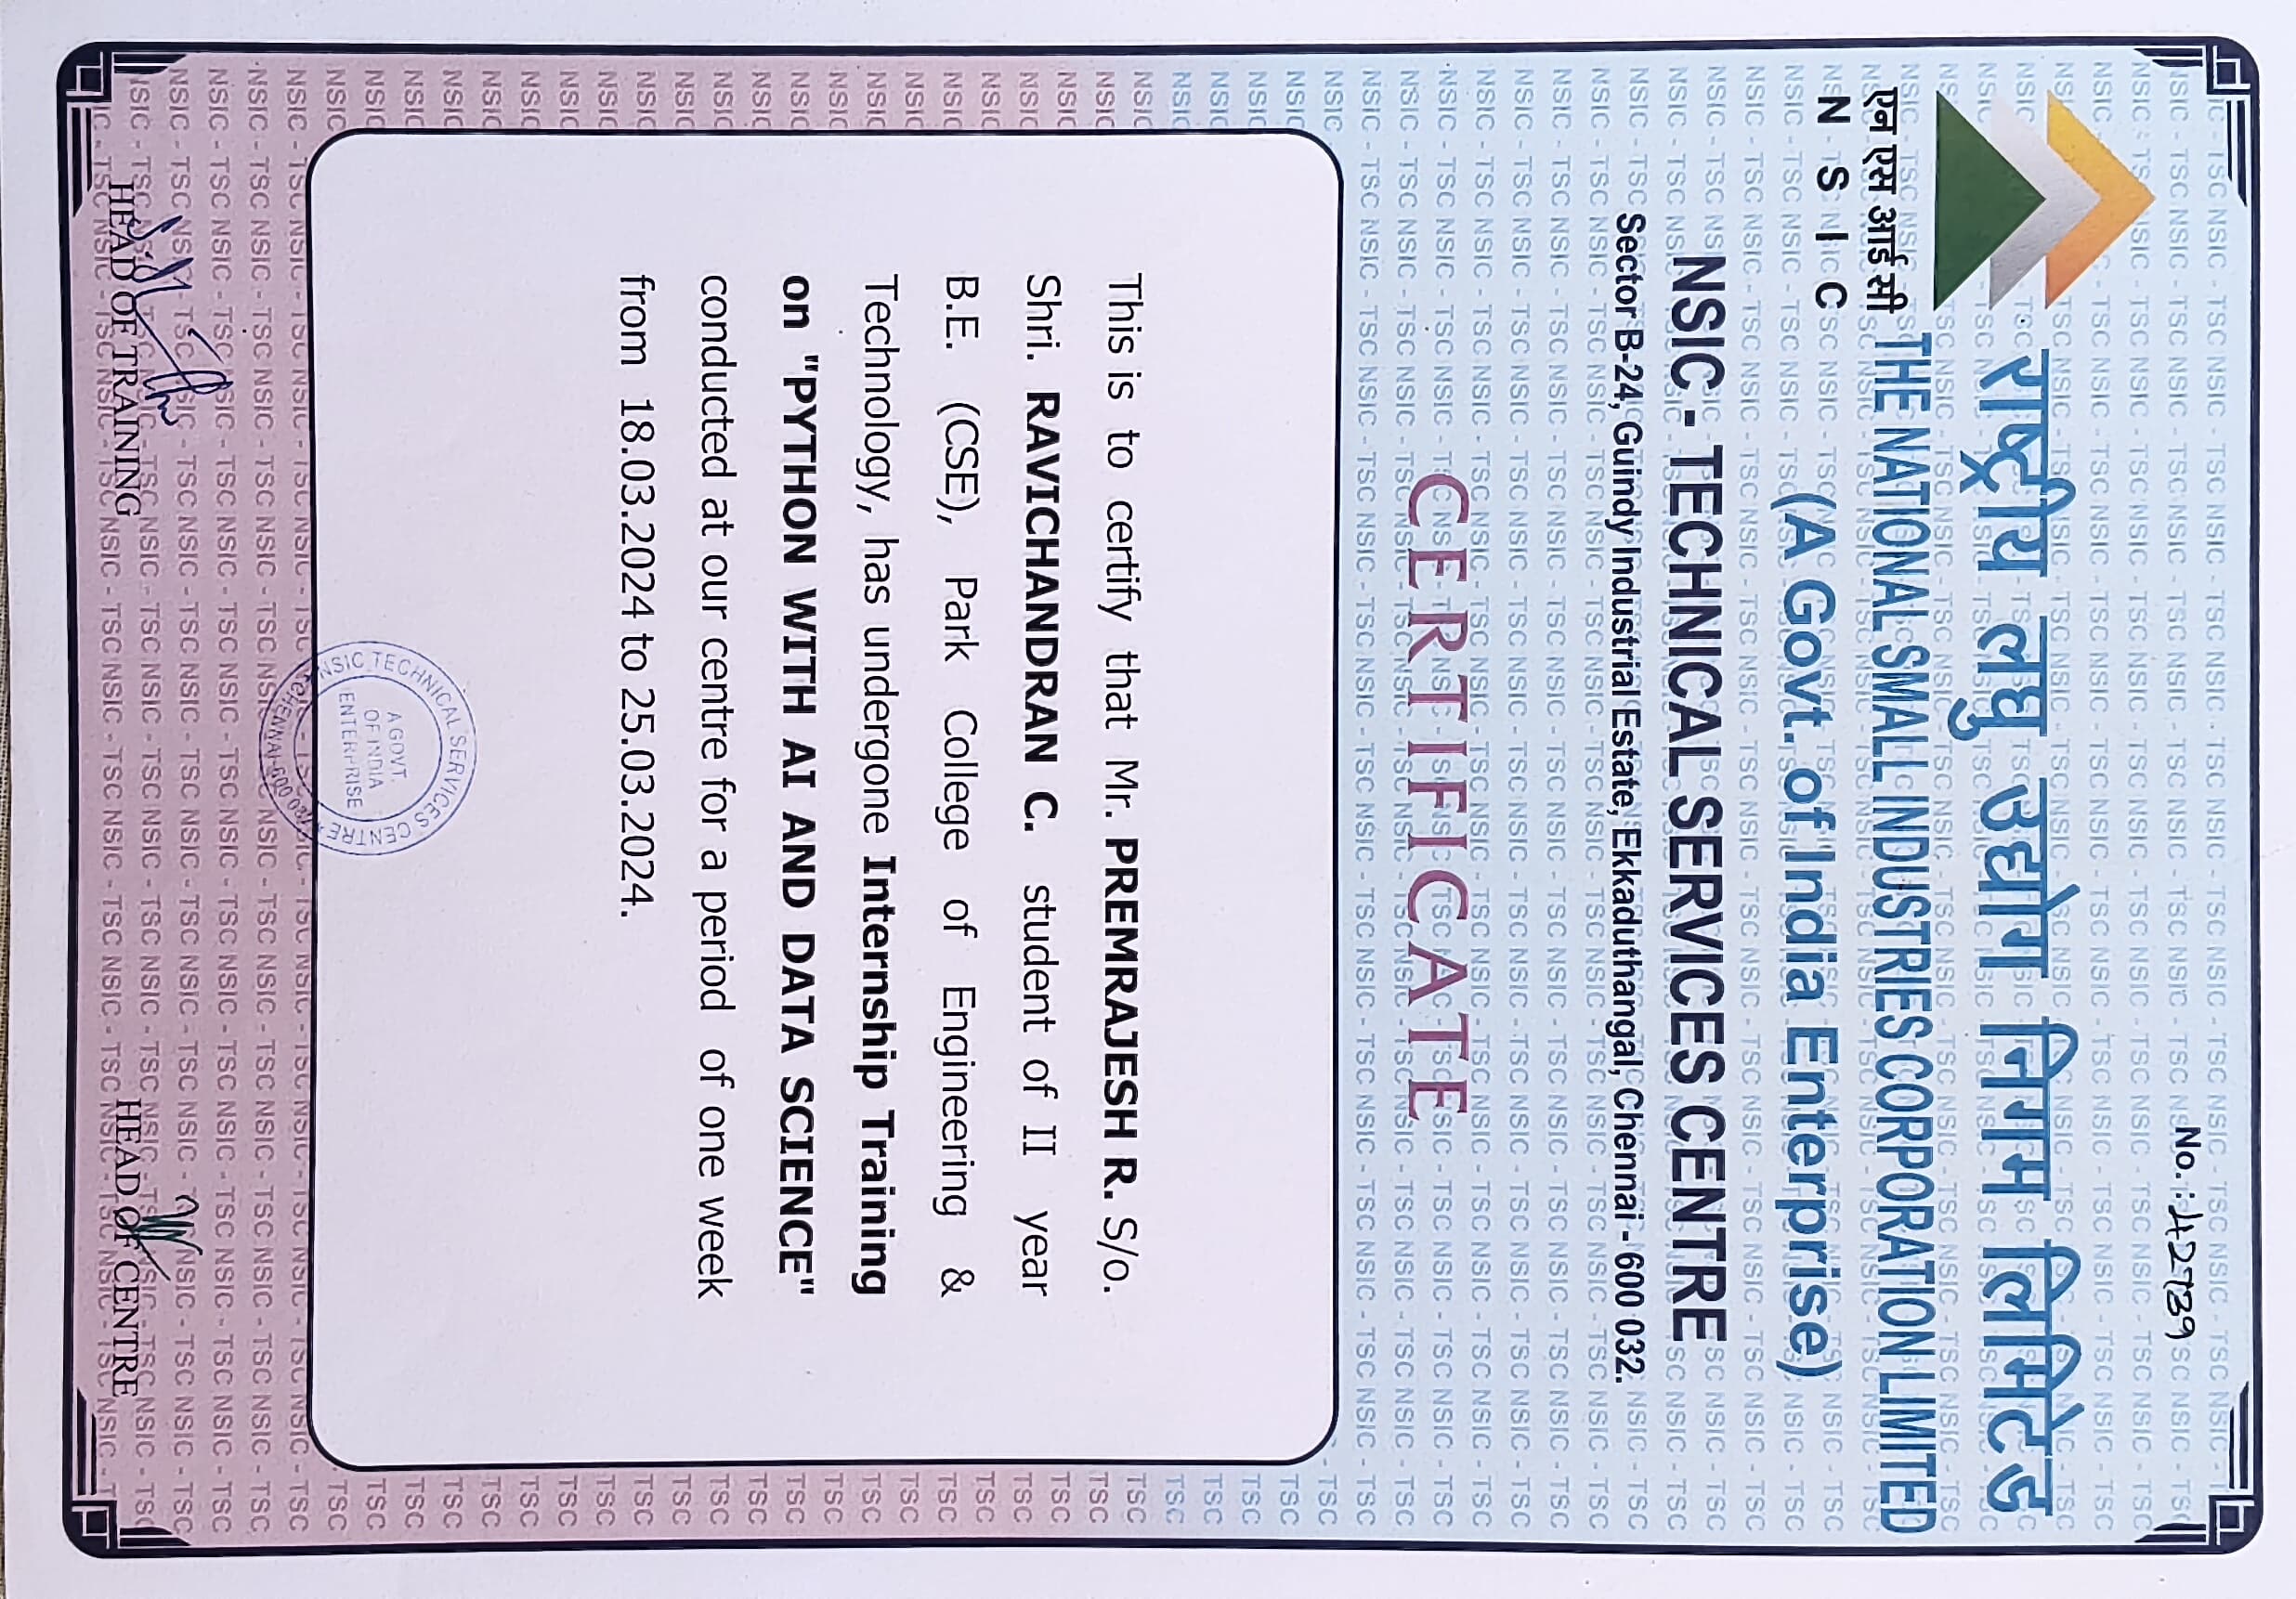 No. : 42739
राष्ट्रीय लघु उद्योग निगम लिमिटेड
एन एस आई सी
THE NATIONAL SMALL INDUSTRIES CORPORATION LIMITED
N S I C
(A Govt. of India Enterprise)
NSIC - TECHNICAL SERVICES CENTRE
Sector B-24, Guindy Industrial Estate, Ekkaduthangal, Chennai - 600 032.
CERTIFICATE
This is to certify that Mr. PREMRAJESH R. S/o.
Shri. RAVICHANDRAN C. student of II year
B.E. (CSE), Park College of Engineering &
Technology, has undergone Internship Training
on "PYTHON WITH AI AND DATA SCIENCE"
conducted at our centre for a period of one week
from 18.03.2024 to 25.03.2024.
NSIC TECHNICAL SERVICES CENTRE
A GOVT.
OF INDIA
ENTERPRISE
CHENNAI-600 032
HEAD OF TRAINING
HEAD OF CENTRE